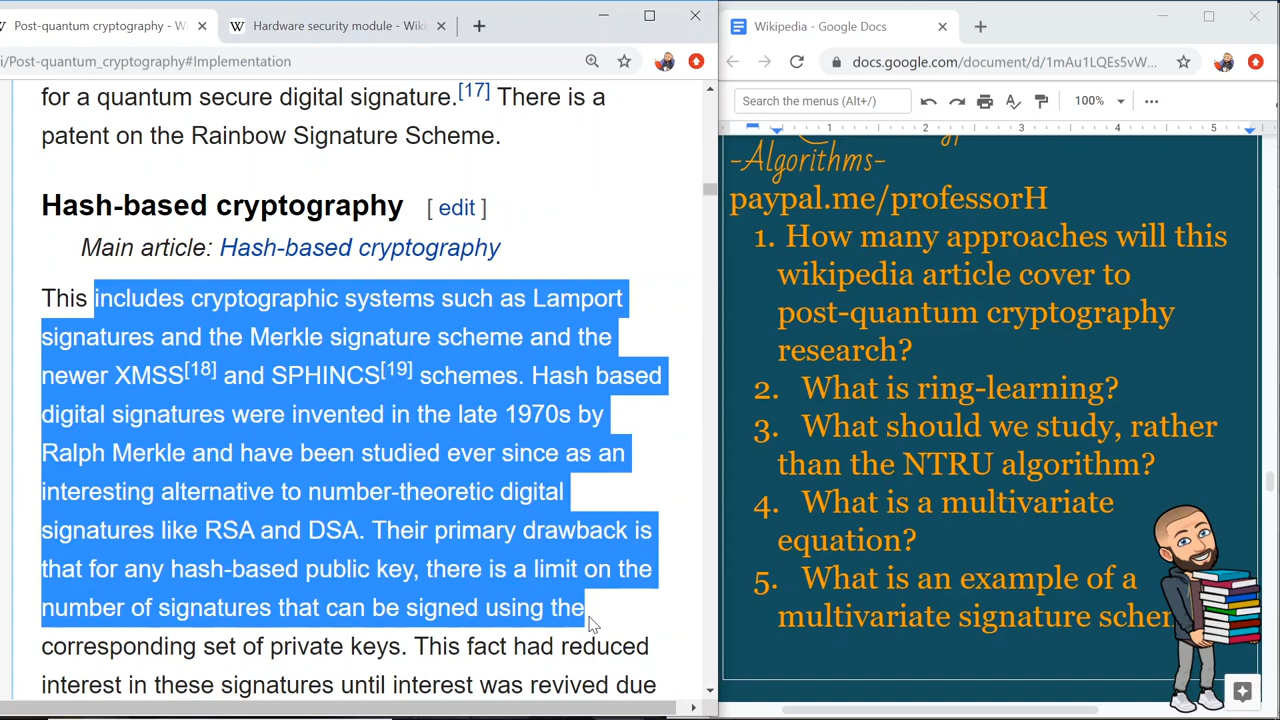 Post-quantum cryptography - Wi
Hardware security module - Wiki
i/Post-quantum_cryptography#Implementation
for a quantum secure digital signature.[17] There is a
patent on the Rainbow Signature Scheme.
Hash-based cryptography [ edit ]
Main article: Hash-based cryptography
This includes cryptographic systems such as Lamport
signatures and the Merkle signature scheme and the
newer XMSS[18] and SPHINCS[19] schemes. Hash based
digital signatures were invented in the late 1970s by
Ralph Merkle and have been studied ever since as an
interesting alternative to number-theoretic digital
signatures like RSA and DSA. Their primary drawback is
that for any hash-based public key, there is a limit on the
number of signatures that can be signed using the
corresponding set of private keys. This fact had reduced
interest in these signatures until interest was revived due
Wikipedia - Google Docs
docs.google.com/document/d/1mAu1LQEs5vW...
Search the menus (Alt+/)
100%
1 2 3 4 5
-Algorithms-
paypal.me/professorH
1. How many approaches will this
wikipedia article cover to
post-quantum cryptography
research?
2. What is ring-learning?
3. What should we study, rather
than the NTRU algorithm?
4. What is a multivariate
equation?
5. What is an example of a
multivariate signature schem